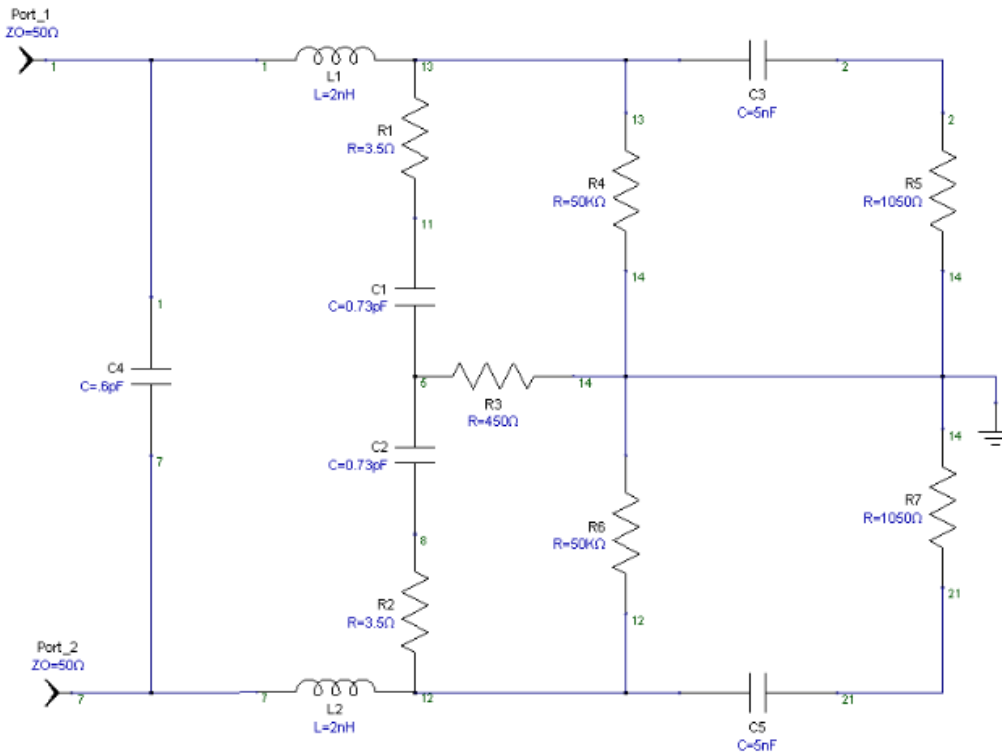 Port_1
ZO=50Ω
1
1
L1
L=2nH
13
C3
C=5nF
2
R1
R=3.5Ω
13
2
R4
R=50KΩ
R5
R=1050Ω
11
14
14
C1
C=0.73pF
1
C4
C=.6pF
6
R3
R=450Ω
14
C2
C=0.73pF
7
14
R6
R=50KΩ
R7
R=1050Ω
8
R2
R=3.5Ω
12
21
Port_2
ZO=50Ω
7
7
L2
L=2nH
12
C5
C=5nF
21